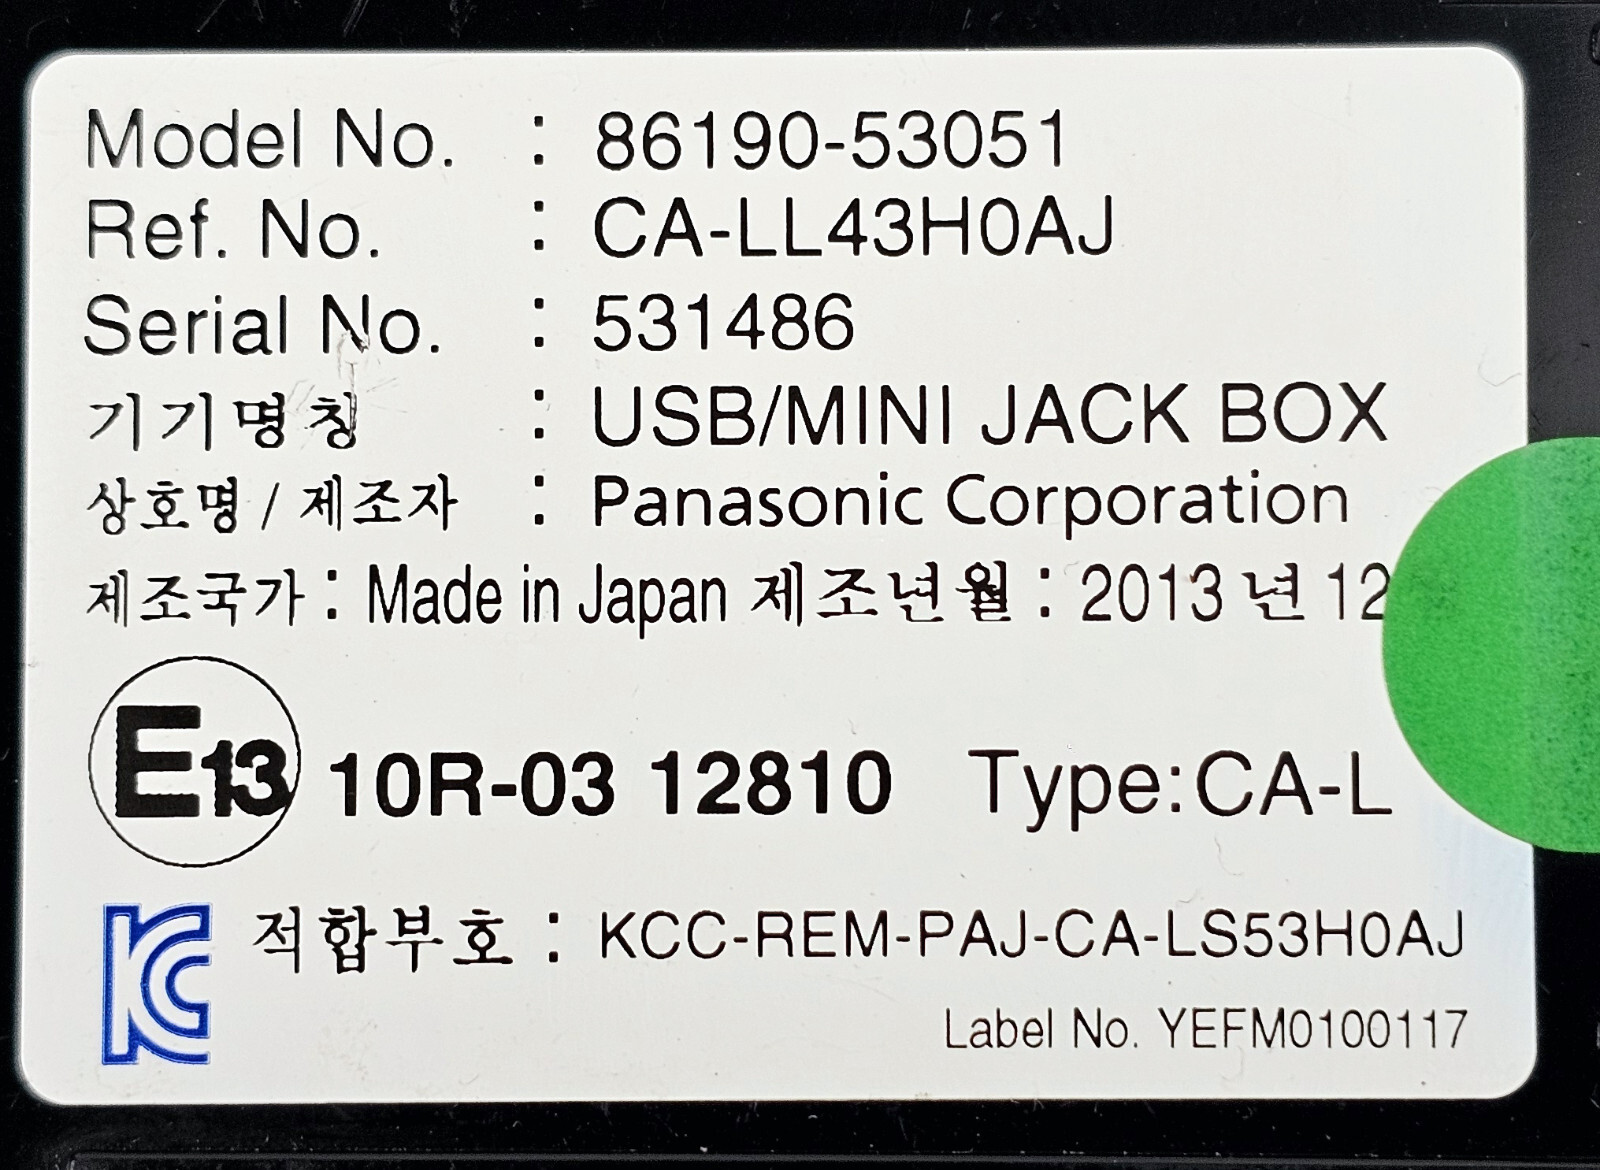 Model No. : 86190-53051
Ref. No. : CA-LL43H0AJ
Serial No. : 531486
기기명칭 : USB/MINI JACK BOX
상호명 / 제조자 : Panasonic Corporation
제조국가 : Made in Japan 제조년월 : 2013 년 12
E13 10R-03 12810 Type:CA-L
적합부호 : KCC-REM-PAJ-CA-LS53H0AJ
Label No. YEFM0100117